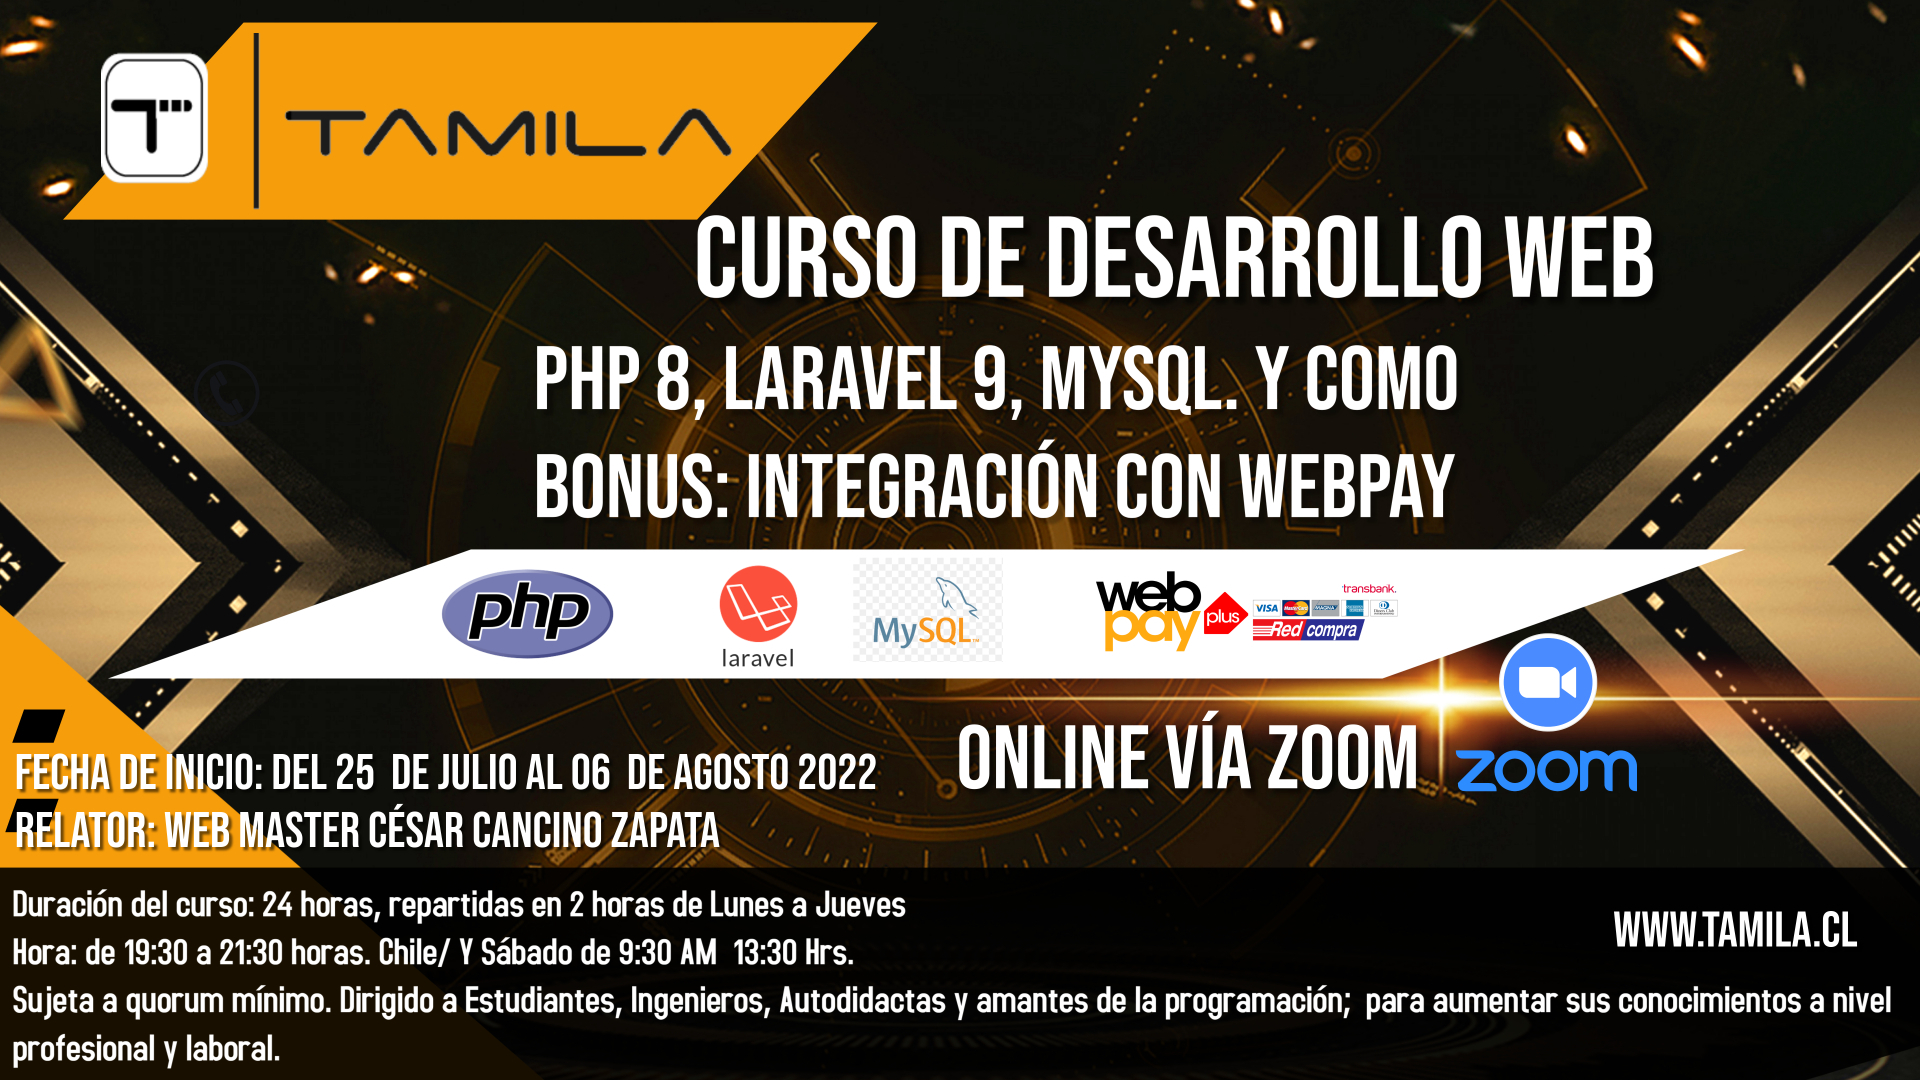 TAMILA
CURSO DE DESARROLLO WEB
PHP 8, LARAVEL 9, MYSQL. Y COMO
BONUS: INTEGRACIÓN CON WEBPAY
php
laravel
MySQL
web
pay
plus
transbank.
VISA MasterCard MAGNA
Red compra
ONLINE VÍA ZOOM
zoom
FECHA DE INICIO: DEL 25 DE JULIO AL 06 DE AGOSTO 2022
RELATOR: WEB MASTER CÉSAR CANCINO ZAPATA
Duración del curso: 24 horas, repartidas en 2 horas de Lunes a Jueves
Hora: de 19:30 a 21:30 horas. Chile/ Y Sábado de 9:30 AM 13:30 Hrs.
WWW.TAMILA.CL
Sujeta a quorum mínimo. Dirigido a Estudiantes, Ingenieros, Autodidactas y amantes de la programación; para aumentar sus conocimientos a nivel
profesional y laboral.